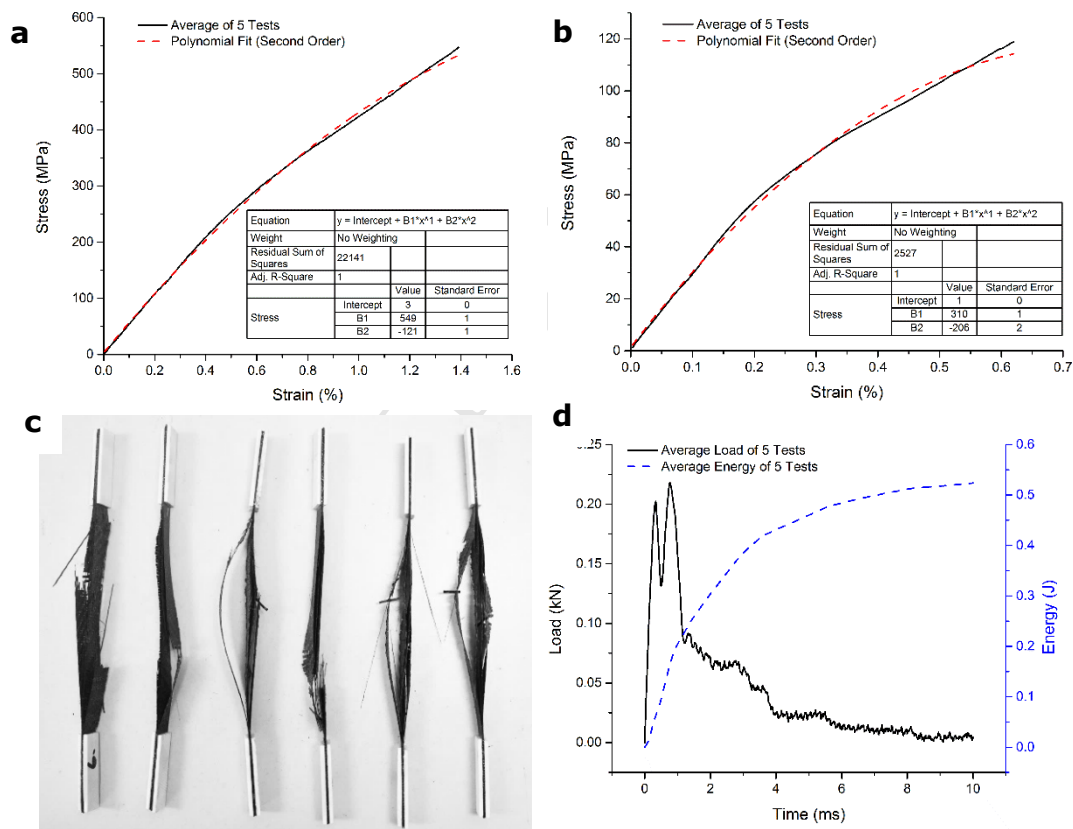 a
600
500
400
300
200
100
0
Stress (MPa)
Average of 5 Tests
Polynomial Fit (Second Order)
Equation y = Intercept + B1*x^1 + B2*x^2
Weight No Weighting
Residual Sum of Squares 22141
Adj. R-Square 1
Value Standard Error
Stress Intercept 3 0
B1 549 1
B2 -121 1
0.0 0.2 0.4 0.6 0.8 1.0 1.2 1.4 1.6
Strain (%)
b
120
100
80
60
40
20
0
Stress (MPa)
Average of 5 Tests
Polynomial Fit (Second Order)
Equation y = Intercept + B1*x^1 + B2*x^2
Weight No Weighting
Residual Sum of Squares 2527
Adj. R-Square 1
Value Standard Error
Stress Intercept 1 0
B1 310 1
B2 -206 2
0.0 0.1 0.2 0.3 0.4 0.5 0.6 0.7
Strain (%)
c
d
0.20
0.15
0.10
0.05
0.00
Load (kN)
Average Load of 5 Tests
Average Energy of 5 Tests
0.6
0.5
0.4
0.3
0.2
0.1
0.0
Energy (J)
0 2 4 6 8 10
Time (ms)